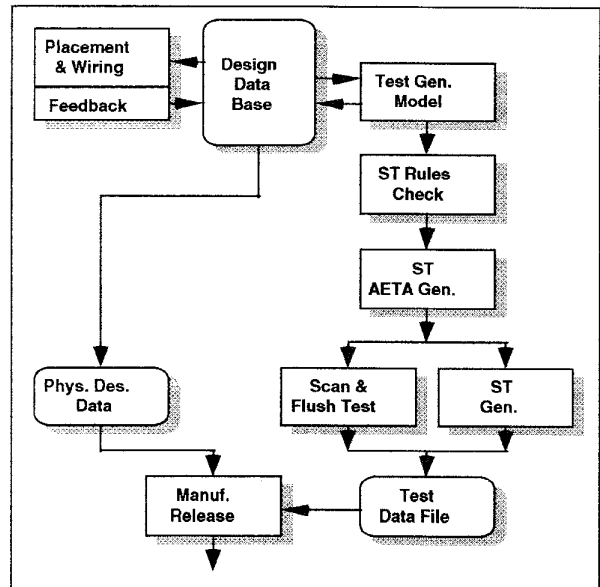 Placement
& Wiring
Feedback
Design
Data
Base
Test Gen.
Model
ST Rules
Check
ST
AETA Gen.
Phys. Des.
Data
Scan &
Flush Test
ST
Gen.
Manuf.
Release
Test
Data File